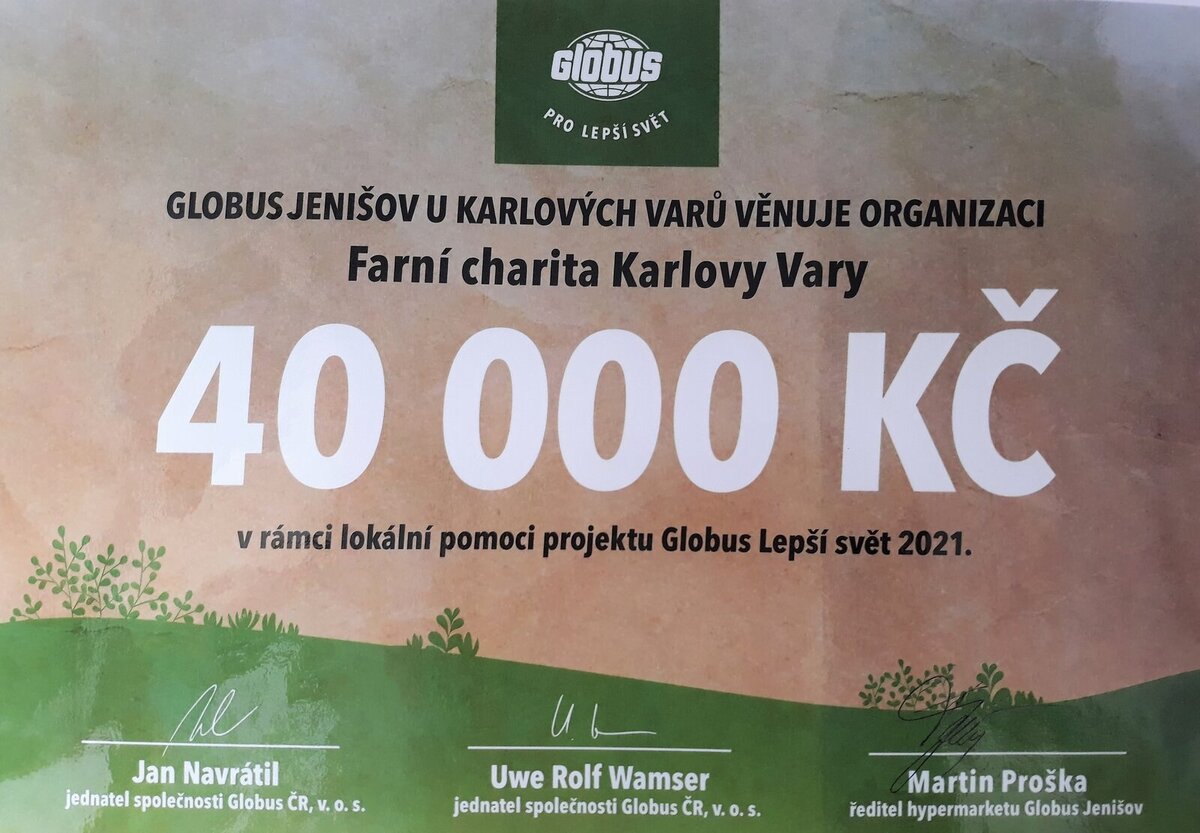 Globus
PRO LEPŠÍ SVĚT
GLOBUS JENIŠOV U KARLOVÝCH VARŮ VĚNUJE ORGANIZACI
Farní charita Karlovy Vary
40 000 KČ
v rámci lokální pomoci projektu Globus Lepší svět 2021.
Jan Navrátil
jednatel společnosti Globus ČR, v. o. s.
Uwe Rolf Wamser
jednatel společnosti Globus ČR, v. o. s.
Martin Proška
ředitel hypermarketu Globus Jenišov